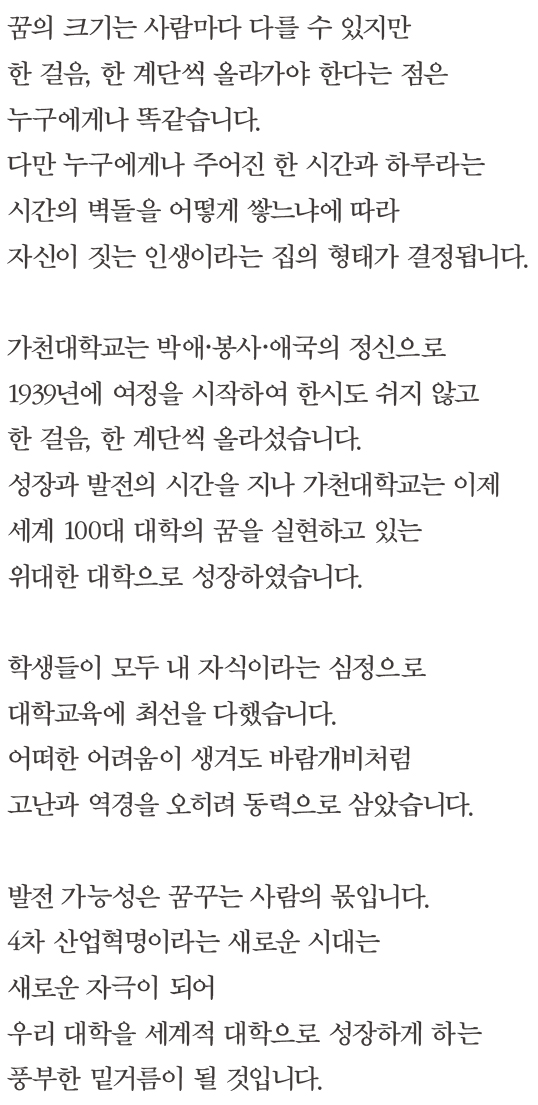 꿈의 크기는 사람마다 다를 수 있지만
한 걸음, 한 계단씩 올라가야 한다는 점은
누구에게나 똑같습니다.
다만 누구에게나 주어진 한 시간과 하루라는
시간의 벽돌을 어떻게 쌓느냐에 따라
자신이 짓는 인생이라는 집의 형태가 결정됩니다.
가천대학교는 박애·봉사·애국의 정신으로
1939년에 여정을 시작하여 한시도 쉬지 않고
한 걸음, 한 계단씩 올라섰습니다.
성장과 발전의 시간을 지나 가천대학교는 이제
세계 100대 대학의 꿈을 실현하고 있는
위대한 대학으로 성장하였습니다.
학생들이 모두 내 자식이라는 심정으로
대학교육에 최선을 다했습니다.
어떠한 어려움이 생겨도 바람개비처럼
고난과 역경을 오히려 동력으로 삼았습니다.
발전 가능성은 꿈꾸는 사람의 몫입니다.
4차 산업혁명이라는 새로운 시대는
새로운 자극이 되어
우리 대학을 세계적 대학으로 성장하게 하는
풍부한 밑거름이 될 것입니다.